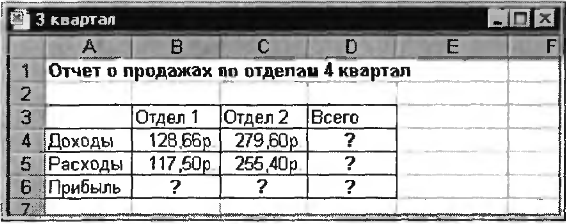 3 квартал
A B C D E F
1 Отчет о продажах по отделам 4 квартал
2
3 Отдел 1 Отдел 2 Всего
4 Доходы 128,66р 279,60р ?
5 Расходы 117,50р 255,40р ?
6 Прибыль ? ? ?
7